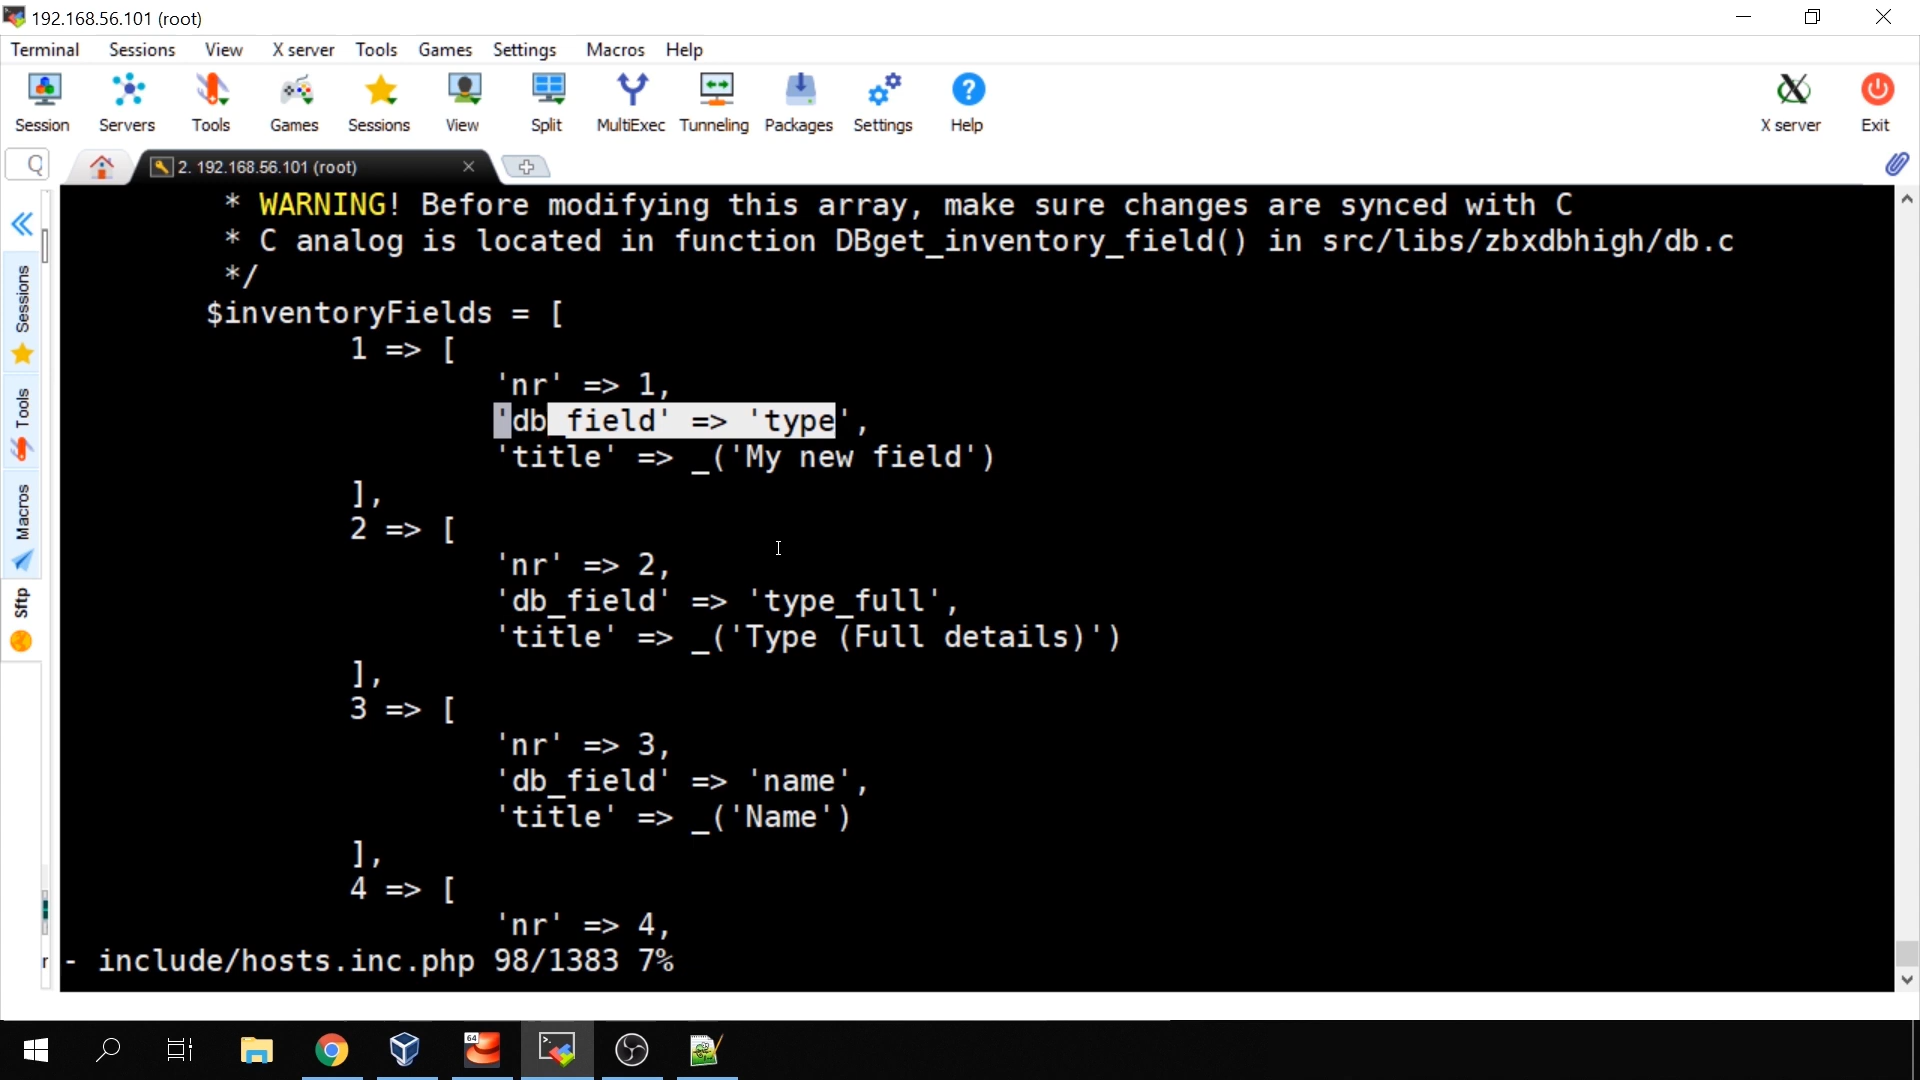 192.168.56.101 (root)
Terminal Sessions View X server Tools Games Settings Macros Help
Session Servers Tools Games Sessions View Split MultiExec Tunneling Packages Settings Help X server Exit
2. 192.168.56.101 (root)
Sessions
Tools
Macros
Sftp
* WARNING! Before modifying this array, make sure changes are synced with C
* C analog is located in function DBget_inventory_field() in src/libs/zbxdbhigh/db.c
*/
$inventoryFields = [
1 => [
'nr' => 1,
'db_field' => 'type',
'title' => _('My new field')
],
2 => [
'nr' => 2,
'db_field' => 'type_full',
'title' => _('Type (Full details)')
],
3 => [
'nr' => 3,
'db_field' => 'name',
'title' => _('Name')
],
4 => [
'nr' => 4,
- include/hosts.inc.php 98/1383 7%
64